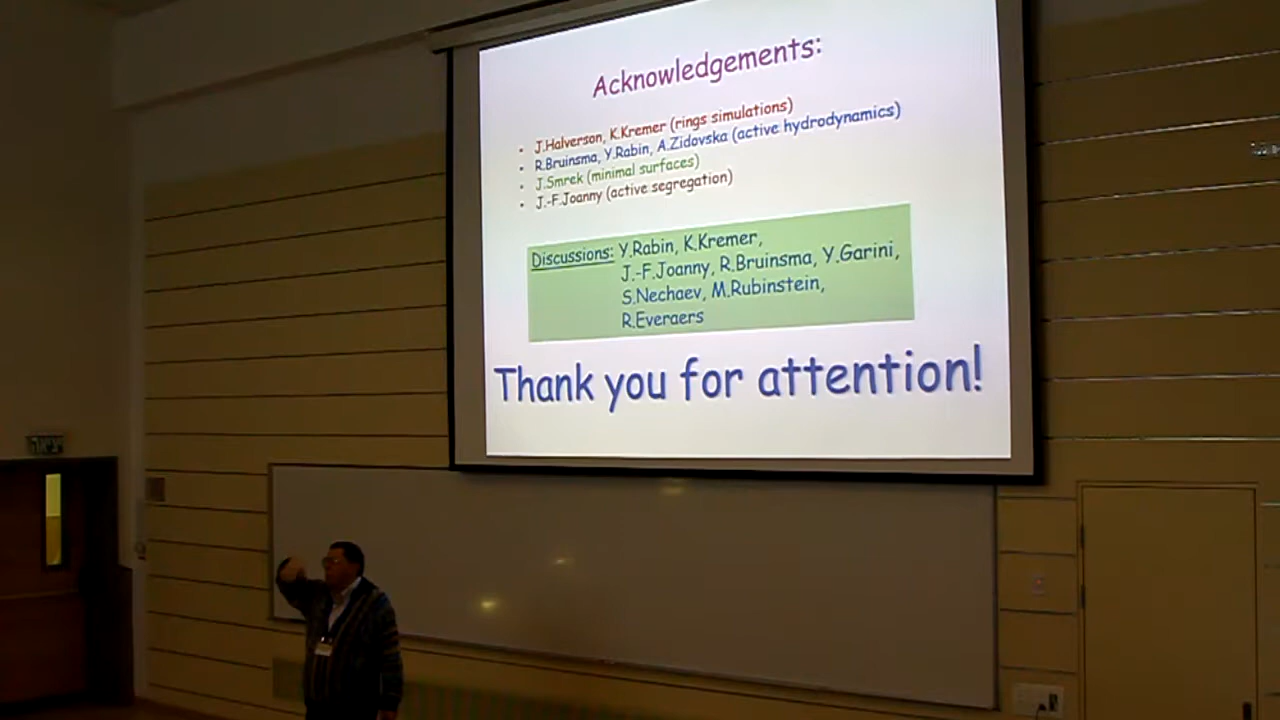 Acknowledgements:
• J.Halverson, K.Kremer (rings simulations)
• R.Bruinsma, Y.Rabin, A.Zidovska (active hydrodynamics)
• J.Smrek (minimal surfaces)
• J.-F.Joanny (active segregation)
Discussions: Y.Rabin, K.Kremer,
J.-F.Joanny, R.Bruinsma, Y.Garini,
S.Nechaev, M.Rubinstein,
R.Everaers
Thank you for attention!
יציאה